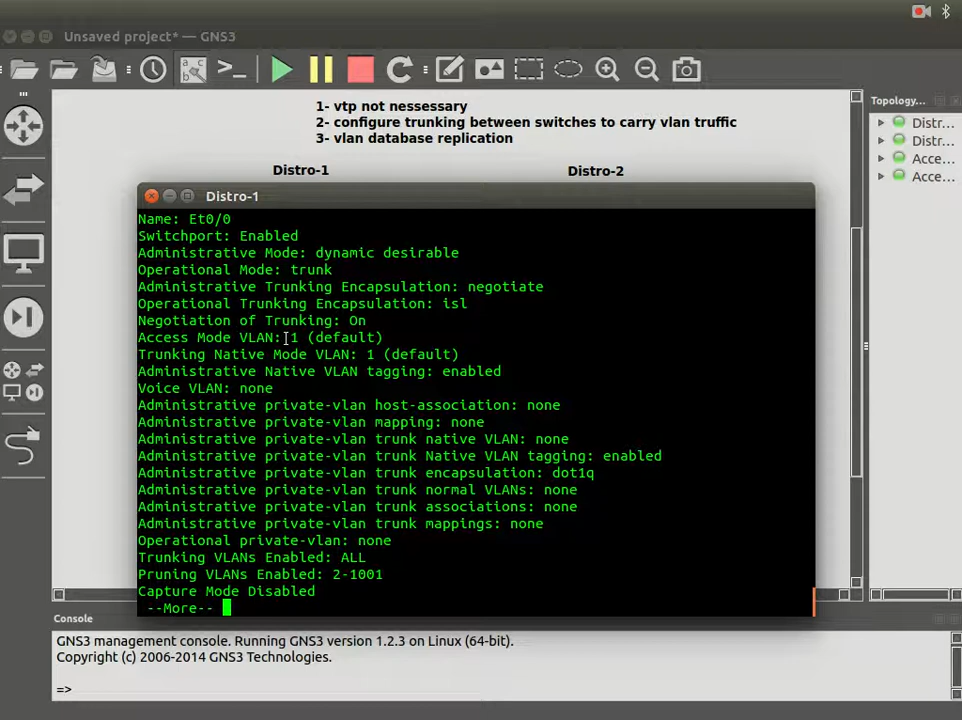 Unsaved project* — GNS3
1- vtp not nessessary
2- configure trunking between switches to carry vlan truffic
3- vlan database replication
Distro-1
Distro-2
Topology...
Distr...
Distr...
Acce...
Acce...
Distro-1
Name: Et0/0
Switchport: Enabled
Administrative Mode: dynamic desirable
Operational Mode: trunk
Administrative Trunking Encapsulation: negotiate
Operational Trunking Encapsulation: isl
Negotiation of Trunking: On
Access Mode VLAN: 1 (default)
Trunking Native Mode VLAN: 1 (default)
Administrative Native VLAN tagging: enabled
Voice VLAN: none
Administrative private-vlan host-association: none
Administrative private-vlan mapping: none
Administrative private-vlan trunk native VLAN: none
Administrative private-vlan trunk Native VLAN tagging: enabled
Administrative private-vlan trunk encapsulation: dot1q
Administrative private-vlan trunk normal VLANs: none
Administrative private-vlan trunk associations: none
Administrative private-vlan trunk mappings: none
Operational private-vlan: none
Trunking VLANs Enabled: ALL
Pruning VLANs Enabled: 2-1001
Capture Mode Disabled
--More--
Console
GNS3 management console. Running GNS3 version 1.2.3 on Linux (64-bit).
Copyright (c) 2006-2014 GNS3 Technologies.
=>